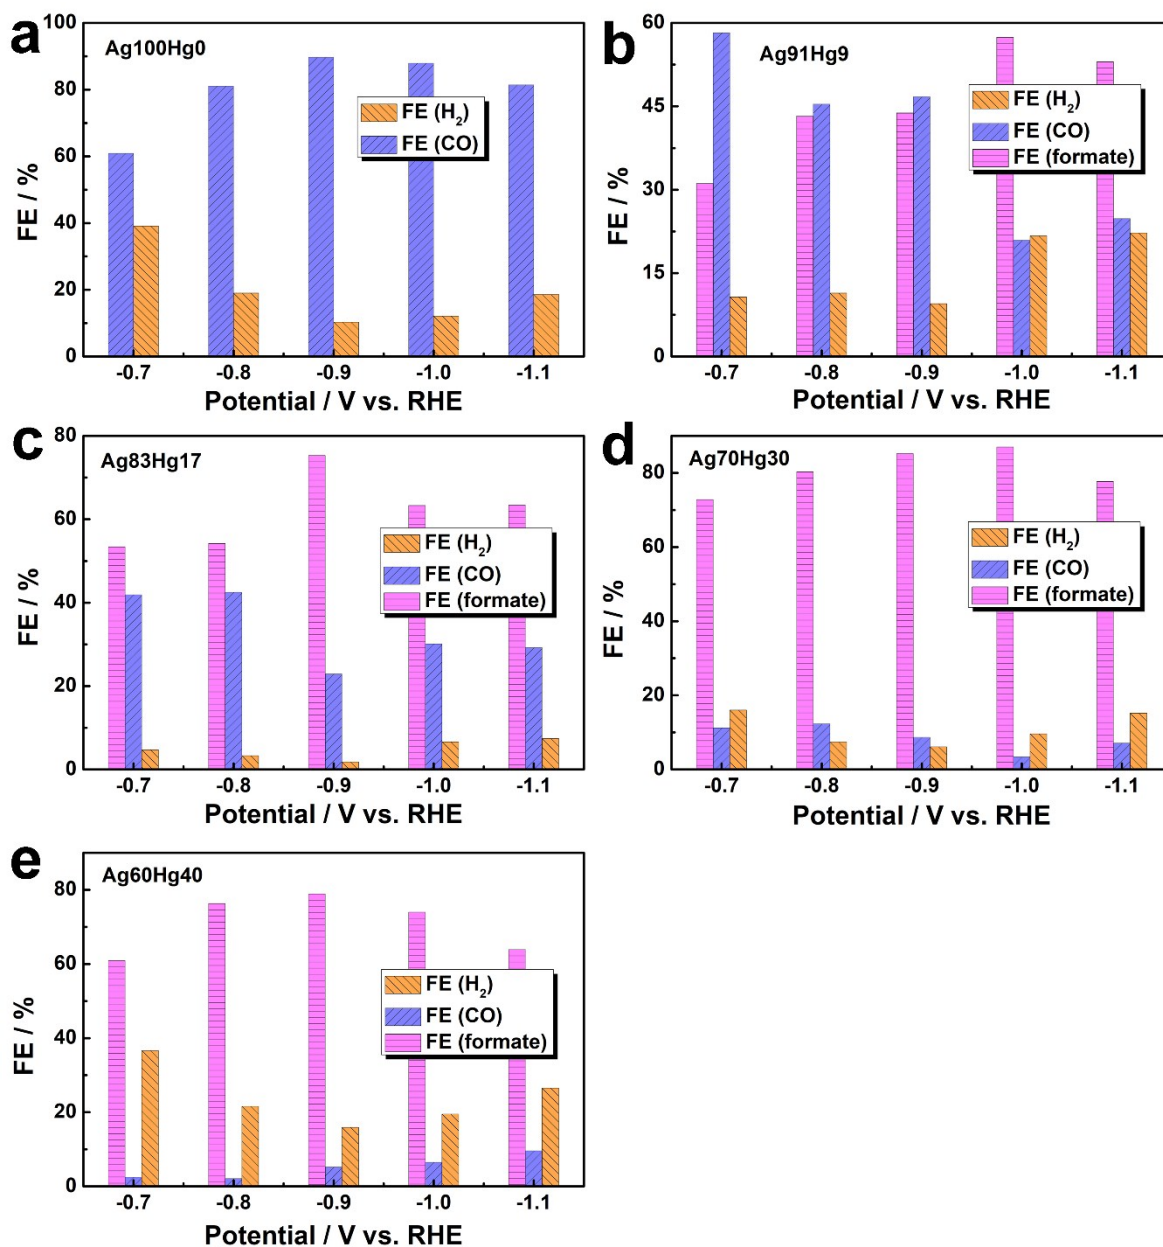 a
Ag100Hg0
FE (H2)
FE (CO)
FE / %
100
80
60
40
20
0
-0.7 -0.8 -0.9 -1.0 -1.1
Potential / V vs. RHE
b
Ag91Hg9
FE (H2)
FE (CO)
FE (formate)
FE / %
60
45
30
15
0
-0.7 -0.8 -0.9 -1.0 -1.1
Potential / V vs. RHE
c
Ag83Hg17
FE (H2)
FE (CO)
FE (formate)
FE / %
80
60
40
20
0
-0.7 -0.8 -0.9 -1.0 -1.1
Potential / V vs. RHE
d
Ag70Hg30
FE (H2)
FE (CO)
FE (formate)
FE / %
80
60
40
20
0
-0.7 -0.8 -0.9 -1.0 -1.1
Potential / V vs. RHE
e
Ag60Hg40
FE (H2)
FE (CO)
FE (formate)
FE / %
80
60
40
20
0
-0.7 -0.8 -0.9 -1.0 -1.1
Potential / V vs. RHE